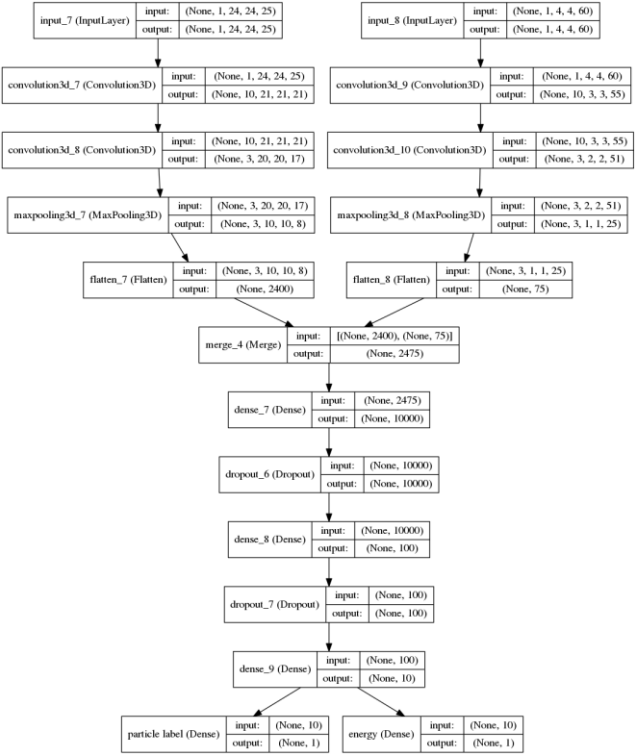 input_7 (InputLayer) input: (None, 1, 24, 24, 25)
output: (None, 1, 24, 24, 25)
input_8 (InputLayer) input: (None, 1, 4, 4, 60)
output: (None, 1, 4, 4, 60)
convolution3d_7 (Convolution3D) input: (None, 1, 24, 24, 25)
output: (None, 10, 21, 21, 21)
convolution3d_9 (Convolution3D) input: (None, 1, 4, 4, 60)
output: (None, 10, 3, 3, 55)
convolution3d_8 (Convolution3D) input: (None, 10, 21, 21, 21)
output: (None, 3, 20, 20, 17)
convolution3d_10 (Convolution3D) input: (None, 10, 3, 3, 55)
output: (None, 3, 2, 2, 51)
maxpooling3d_7 (MaxPooling3D) input: (None, 3, 20, 20, 17)
output: (None, 3, 10, 10, 8)
maxpooling3d_8 (MaxPooling3D) input: (None, 3, 2, 2, 51)
output: (None, 3, 1, 1, 25)
flatten_7 (Flatten) input: (None, 3, 10, 10, 8)
output: (None, 2400)
flatten_8 (Flatten) input: (None, 3, 1, 1, 25)
output: (None, 75)
merge_4 (Merge) input: [(None, 2400), (None, 75)]
output: (None, 2475)
dense_7 (Dense) input: (None, 2475)
output: (None, 10000)
dropout_6 (Dropout) input: (None, 10000)
output: (None, 10000)
dense_8 (Dense) input: (None, 10000)
output: (None, 100)
dropout_7 (Dropout) input: (None, 100)
output: (None, 100)
dense_9 (Dense) input: (None, 100)
output: (None, 10)
particle label (Dense) input: (None, 10)
output: (None, 1)
energy (Dense) input: (None, 10)
output: (None, 1)